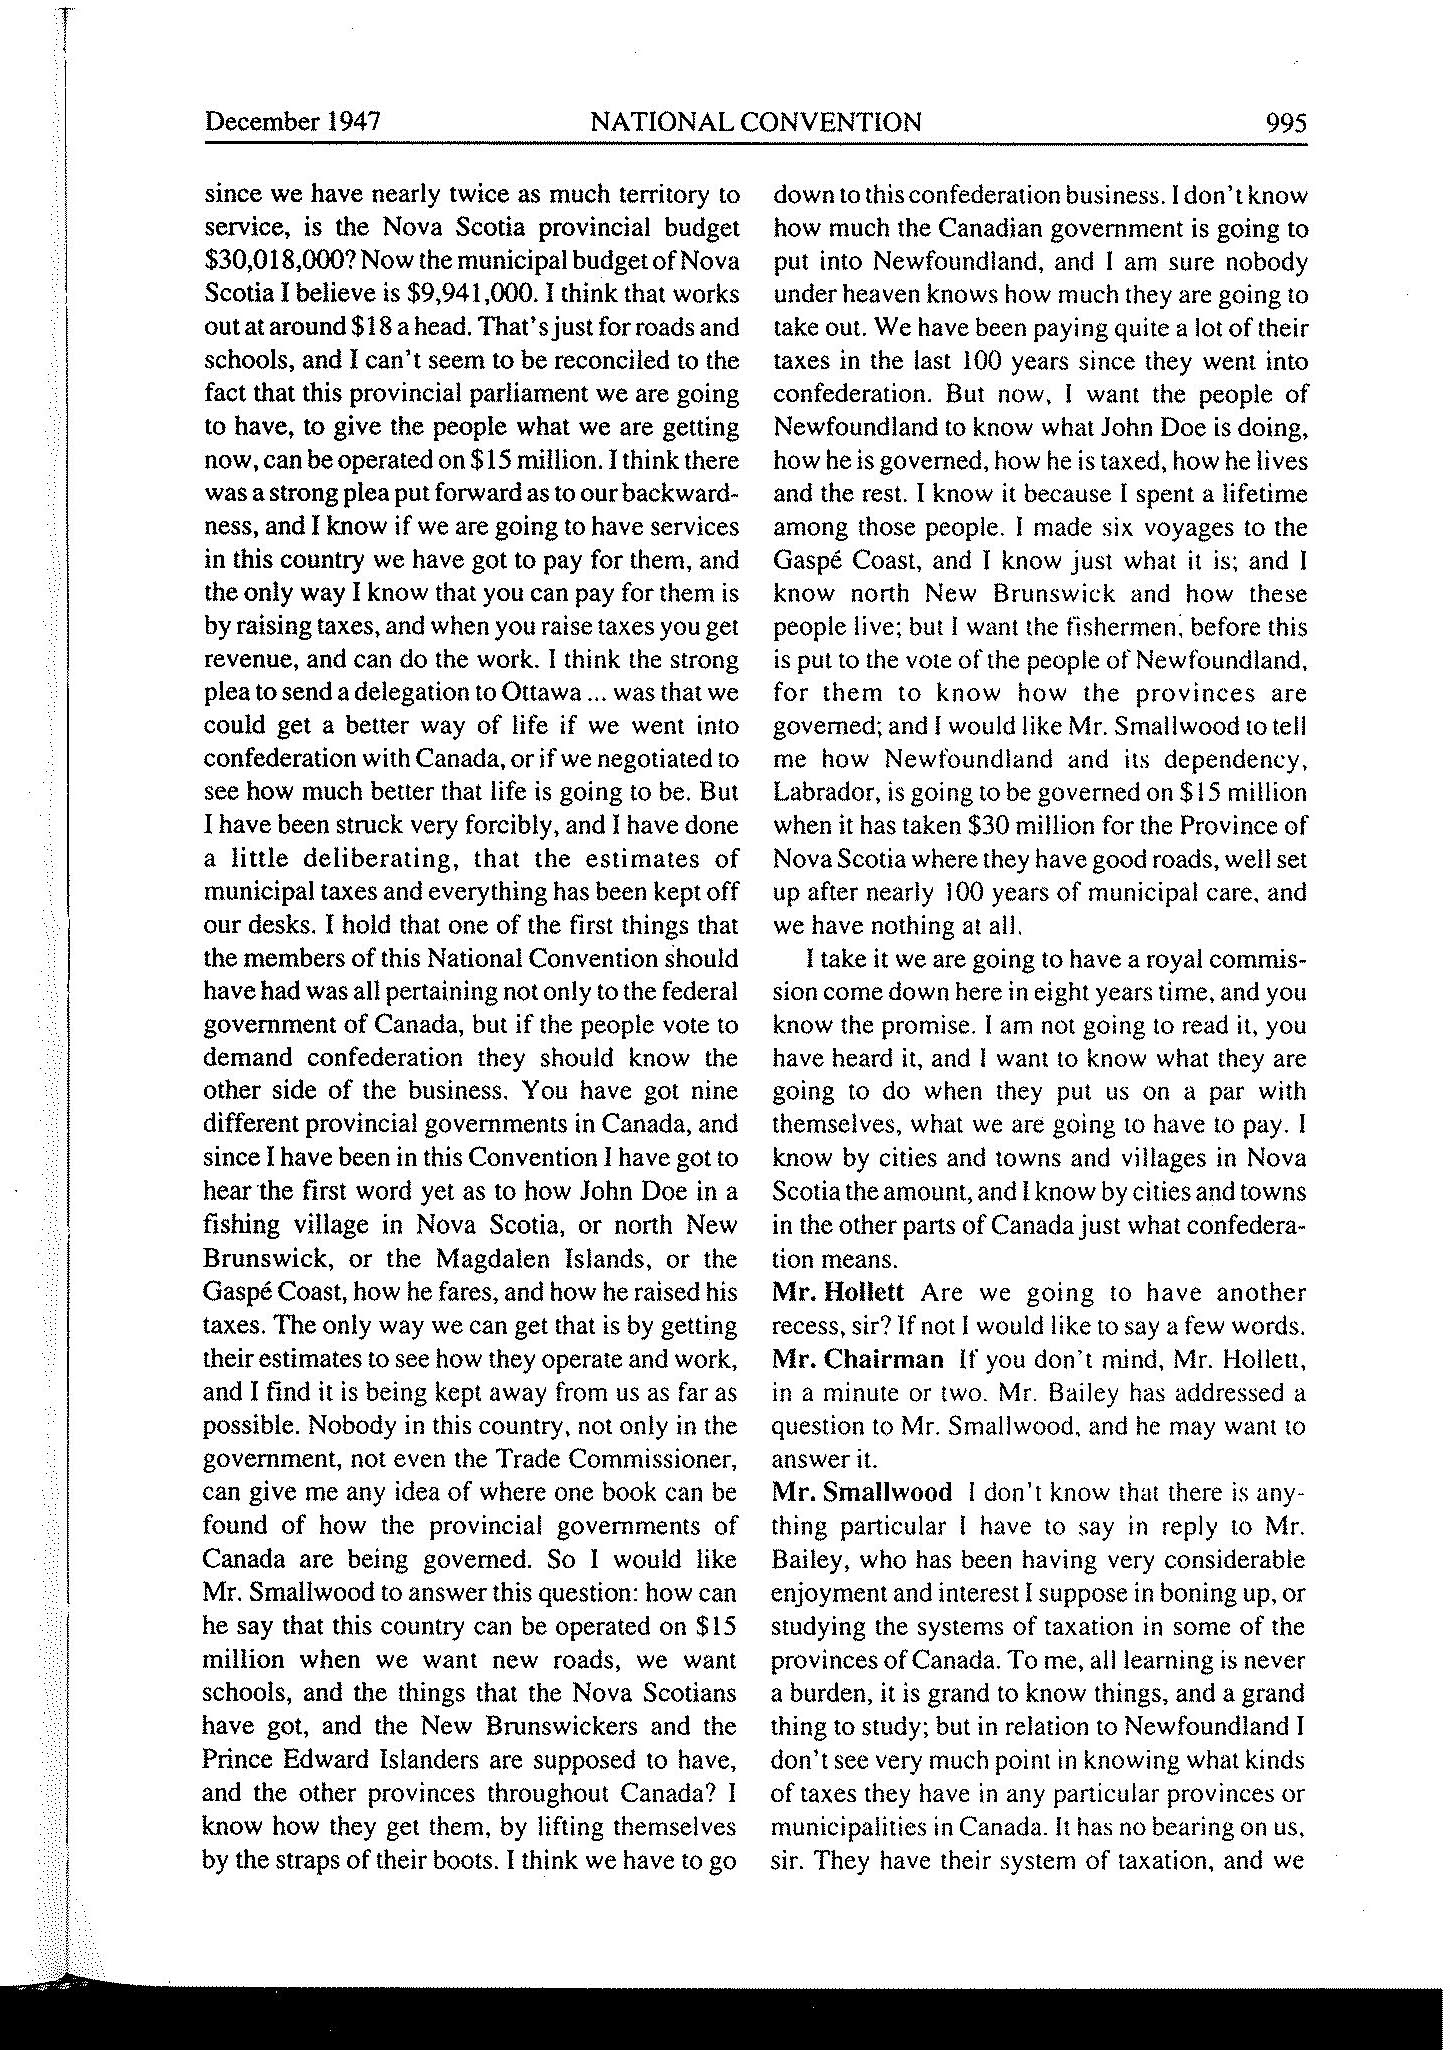 December 1947 NATIONAL CONVENTION 995
since we have nearly twice as much territory to
service, is the Nova Scotia provincial budget
$30,018,000? Now the municipal budget of Nova
Scotia I believe is $9,941,000. I think that works
out at around $18 a head. That's just for roads and
schools, and I can't seem to be reconciled to the
fact that this provincial parliament we are going
to have, to give the people what we are getting
now, can be operated on $15 million. I think there
was a strong plea put forward as to our backward-
ness, and I know if we are going to have services
in this country we have got to pay for them, and
the only way I know that you can pay for them is
by raising taxes, and when you raise taxes you get
revenue, and can do the work. I think the strong
plea to send a delegation to Ottawa ... was that we
could get a better way of life if we went into
confederation with Canada, or if we negotiated to
see how much better that life is going to be. But
I have been struck very forcibly, and I have done
a little deliberating, that the estimates of
municipal taxes and everything has been kept off
our desks. I hold that one of the first things that
the members of this National Convention should
have had was all pertaining not only to the federal
government of Canada, but if the people vote to
demand confederation they should know the
other side of the business. You have got nine
different provincial governments in Canada, and
since I have been in this Convention I have got to
hear the first word yet as to how John Doe in a
fishing village in Nova Scotia, or north New
Brunswick, or the Magdalen Islands, or the
Gaspé Coast, how he fares, and how he raised his
taxes. The only way we can get that is by getting
their estimates to see how they operate and work,
and I find it is being kept away from us as far as
possible. Nobody in this country, not only in the
government, not even the Trade Commissioner,
can give me any idea of where one book can be
found of how the provincial governments of
Canada are being governed. So I would like
Mr. Smallwood to answer this question: how can
he say that this country can be operated on $15
million when we want new roads, we want
schools, and the things that the Nova Scotians
have got, and the New Brunswickers and the
Prince Edward Islanders are supposed to have,
and the other provinces throughout Canada? I
know how they get them, by lifting themselves
by the straps of their boots. I think we have to go
down to this confederation business. I don't know
how much the Canadian government is going to
put into Newfoundland, and I am sure nobody
under heaven knows how much they are going to
take out. We have been paying quite a lot of their
taxes in the last 100 years since they went into
confederation. But now, I want the people of
Newfoundland to know what John Doe is doing,
how he is governed, how he is taxed, how he lives
and the rest. I know it because I spent a lifetime
among those people. I made six voyages to the
Gaspé Coast, and I know just what it is; and I
know north New Brunswick and how these
people live; but I want the fishermen, before this
is put to the vote of the people of Newfoundland,
for them to know how the provinces are
governed; and I would like Mr. Smallwood to tell
me how Newfoundland and its dependency,
Labrador, is going to be governed on $15 million
when it has taken $30 million for the Province of
Nova Scotia where they have good roads, well set
up after nearly 100 years of municipal care, and
we have nothing at all.
I take it we are going to have a royal commis-
sion come down here in eight years time, and you
know the promise. I am not going to read it, you
have heard it, and I want to know what they are
going to do when they put us on a par with
themselves, what we are going to have to pay. I
know by cities and towns and villages in Nova
Scotia the amount, and I know by cities and towns
in the other parts of Canada just what confedera-
tion means.
Mr. Hollett Are we going to have another
recess, sir? If not I would like to say a few words.
Mr. Chairman If you don't mind, Mr. Hollett,
in a minute or two. Mr. Bailey has addressed a
question to Mr. Smallwood, and he may want to
answer it.
Mr. Smallwood I don't know that there is any-
thing particular I have to say in reply to Mr.
Bailey, who has been having very considerable
enjoyment and interest I suppose in boning up, or
studying the systems of taxation in some of the
provinces of Canada. To me, all learning is never
a burden, it is grand to know things, and a grand
thing to study; but in relation to Newfoundland I
don't see very much point in knowing what kinds
of taxes they have in any particular provinces or
municipalities in Canada. It has no bearing on us,
sir. They have their system of taxation, and we